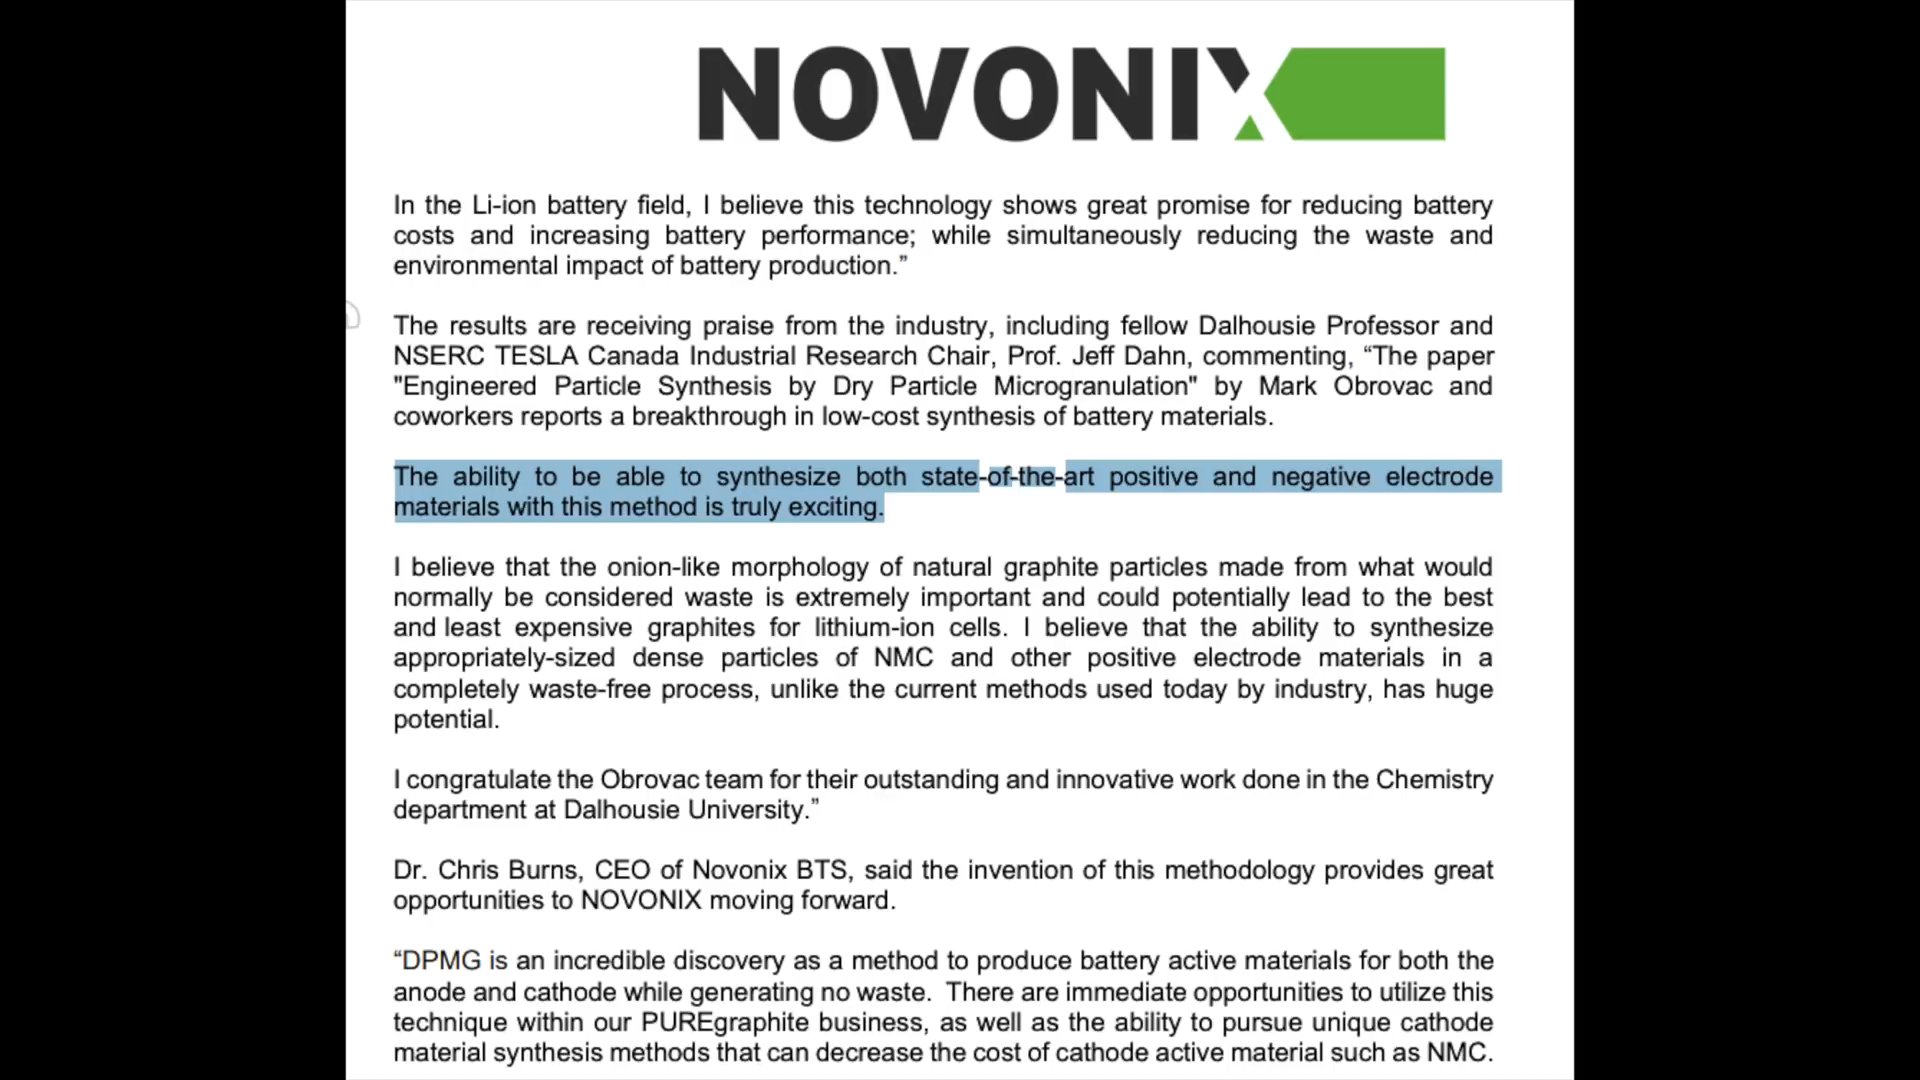 NOVONIX
In the Li-ion battery field, I believe this technology shows great promise for reducing battery
costs and increasing battery performance; while simultaneously reducing the waste and
environmental impact of battery production.”
The results are receiving praise from the industry, including fellow Dalhousie Professor and
NSERC TESLA Canada Industrial Research Chair, Prof. Jeff Dahn, commenting, “The paper
"Engineered Particle Synthesis by Dry Particle Microgranulation" by Mark Obrovac and
coworkers reports a breakthrough in low-cost synthesis of battery materials.
The ability to be able to synthesize both state-of-the-art positive and negative electrode
materials with this method is truly exciting.
I believe that the onion-like morphology of natural graphite particles made from what would
normally be considered waste is extremely important and could potentially lead to the best
and least expensive graphites for lithium-ion cells. I believe that the ability to synthesize
appropriately-sized dense particles of NMC and other positive electrode materials in a
completely waste-free process, unlike the current methods used today by industry, has huge
potential.
I congratulate the Obrovac team for their outstanding and innovative work done in the Chemistry
department at Dalhousie University.”
Dr. Chris Burns, CEO of Novonix BTS, said the invention of this methodology provides great
opportunities to NOVONIX moving forward.
“DPMG is an incredible discovery as a method to produce battery active materials for both the
anode and cathode while generating no waste.  There are immediate opportunities to utilize this
technique within our PUREgraphite business, as well as the ability to pursue unique cathode
material synthesis methods that can decrease the cost of cathode active material such as NMC.